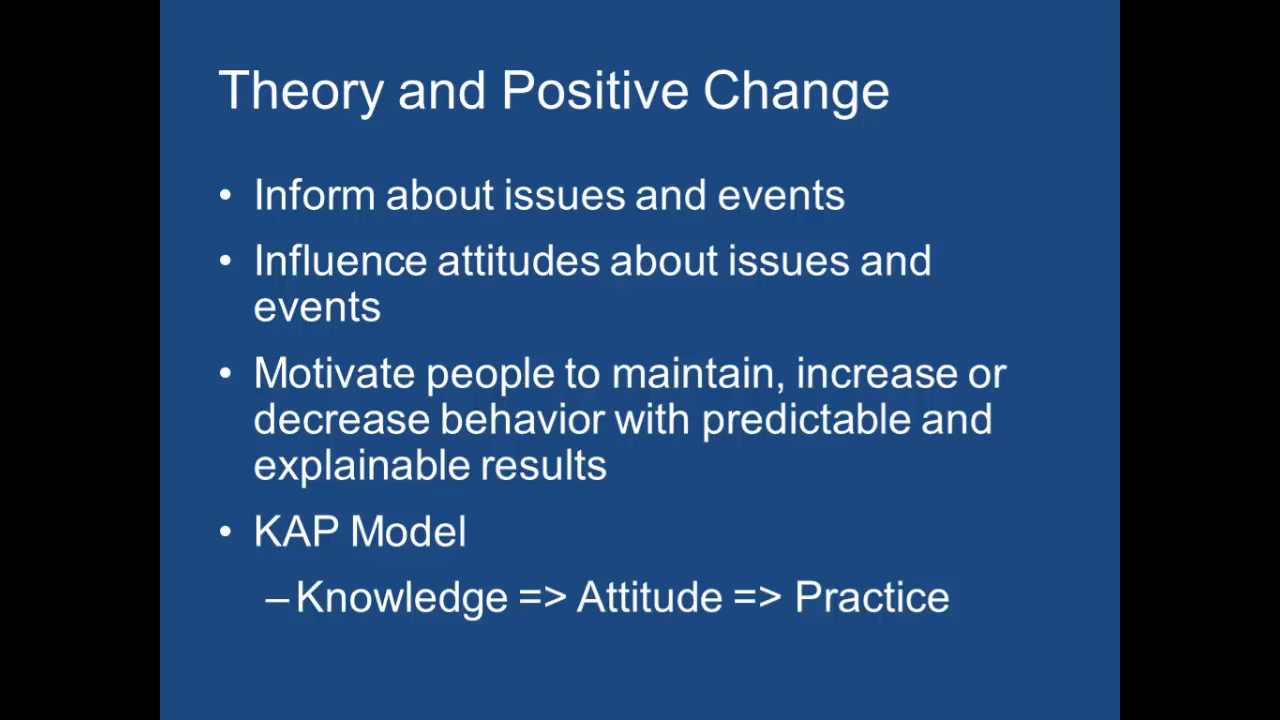 Theory and Positive Change
• Inform about issues and events
• Influence attitudes about issues and
events
• Motivate people to maintain, increase or
decrease behavior with predictable and
explainable results
• KAP Model
– Knowledge => Attitude => Practice